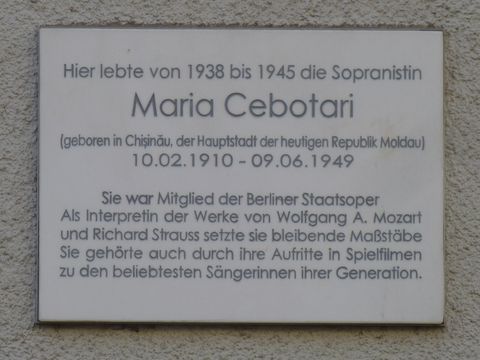 Hier lebte von 1938 bis 1945 die Sopranistin
Maria Cebotari
(geboren in Chișinău, der Hauptstadt der heutigen Republik Moldau)
10.02.1910 - 09.06.1949
Sie war Mitglied der Berliner Staatsoper
Als Interpretin der Werke von Wolfgang A. Mozart
und Richard Strauss setzte sie bleibende Maßstäbe
Sie gehörte auch durch ihre Aufritte in Spielfilmen
zu den beliebtesten Sängerinnen ihrer Generation.